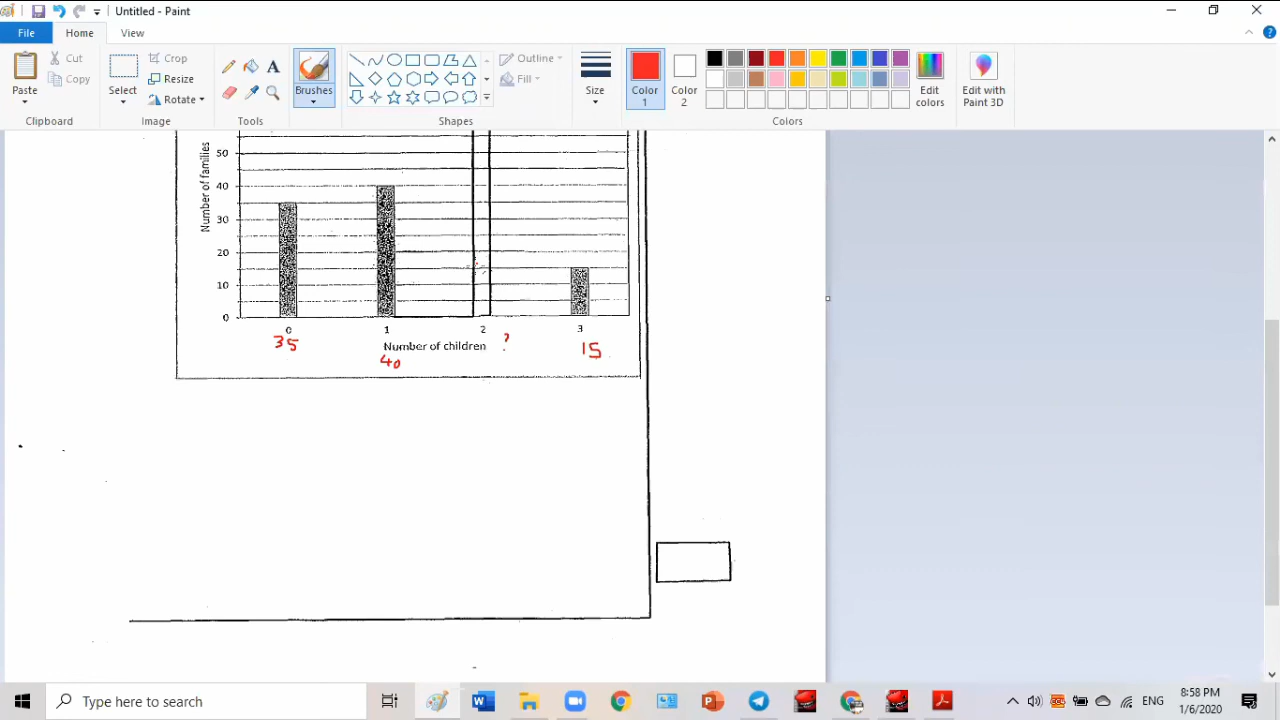 Untitled - Paint
File
Home
View
Paste
Cut
Copy
Clipboard
Select
Crop
Resize
Rotate
Image
Tools
Brushes
Shapes
Outline
Fill
Size
Color 1
Color 2
Edit colors
Edit with Paint 3D
Colors
Number of families
50
40
30
20
10
0
0
1
2
3
35
Number of children
?
15
40
Type here to search
ENG
8:58 PM
1/6/2020